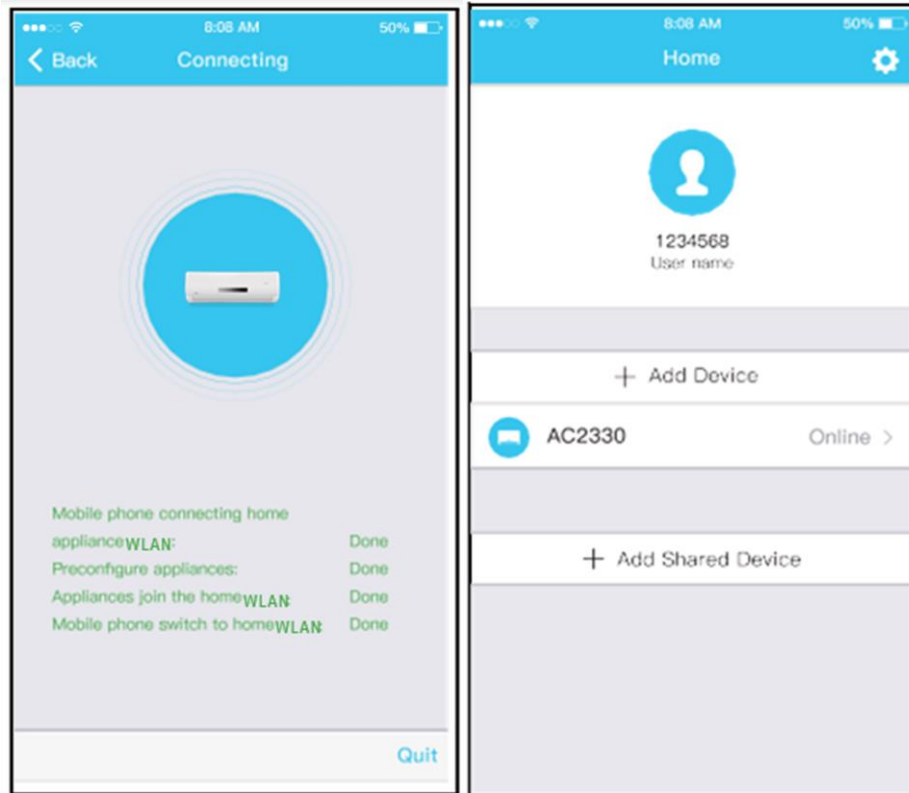 8:08 AM
50%
Back
Connecting
Mobile phone connecting home
applianceWLAN:
Done
Preconfigure appliances:
Done
Appliances join the homeWLAN:
Done
Mobile phone switch to homeWLAN:
Done
Quit
8:08 AM
50%
Home
1234568
User name
+ Add Device
AC2330
Online >
+ Add Shared Device